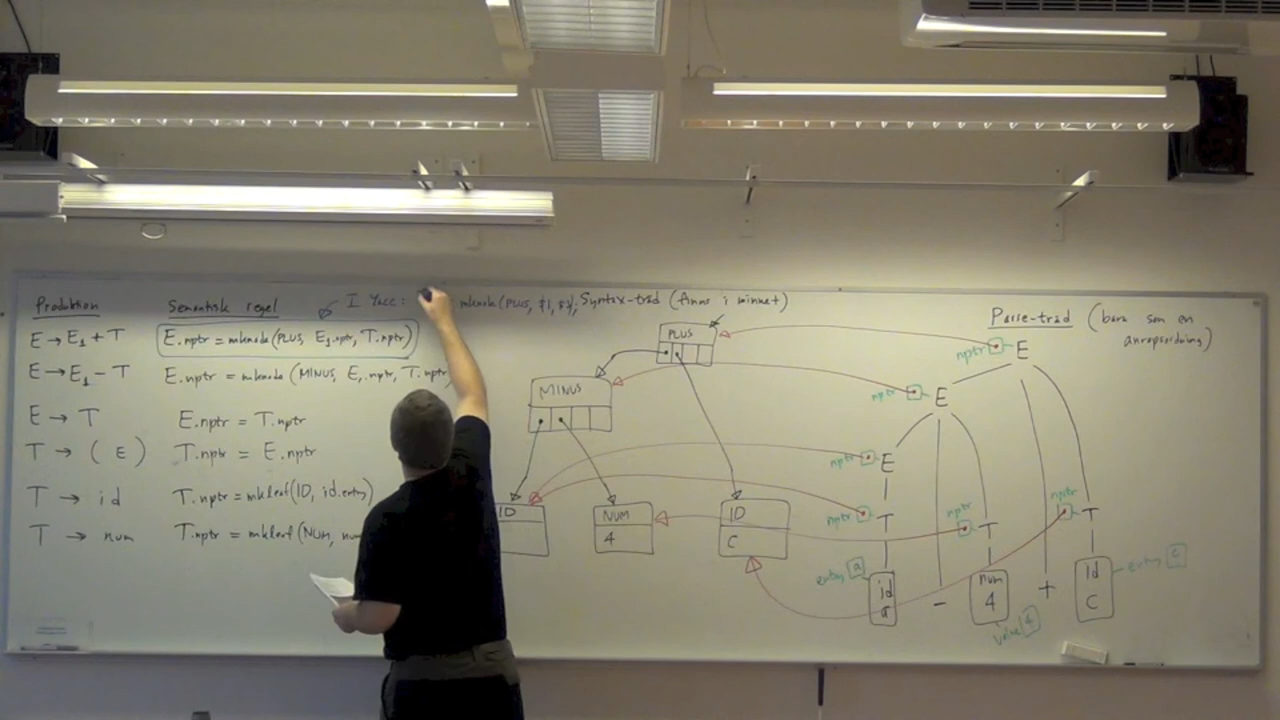 Produktion
E → E₁ + T
E → E₁ - T
E → T
T → ( E )
T → id
T → num
Semantisk regel
E.nptr = mknode(PLUS, E₁.nptr, T.nptr)
E.nptr = mknode (MINUS, E₁.nptr, T.nptr
E.nptr = T.nptr
T.nptr = E.nptr
T.nptr = mkleaf(ID, id.entry)
T.nptr = mkleaf(NUM,
I Yacc: mknode(PLUS, $1, $3);
Syntax-träd (finns i minnet)
PLUS
MINUS
ID
NUM
4
ID
C
Parse-träd (bara som en
anropsordning)
nptr E
nptr E
nptr E
nptr T
nptr T
nptr T
entry a
id
a
-
num
4
value 4
+
id
C
entry c